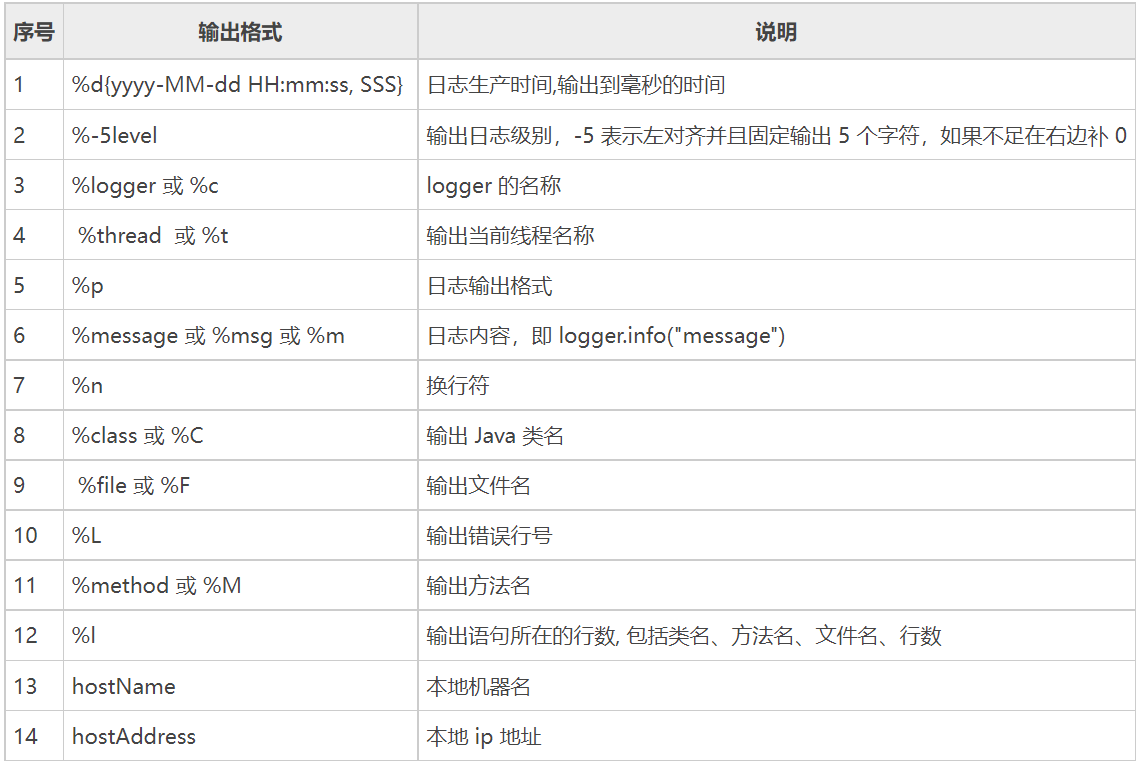 序号 输出格式 说明
1 %d{yyyy-MM-dd HH:mm:ss, SSS} 日志生产时间,输出到毫秒的时间
2 %-5level 输出日志级别，-5 表示左对齐并且固定输出 5 个字符，如果不足在右边补 0
3 %logger 或 %c logger 的名称
4 %thread 或 %t 输出当前线程名称
5 %p 日志输出格式
6 %message 或 %msg 或 %m 日志内容，即 logger.info("message")
7 %n 换行符
8 %class 或 %C 输出 Java 类名
9 %file 或 %F 输出文件名
10 %L 输出错误行号
11 %method 或 %M 输出方法名
12 %l 输出语句所在的行数, 包括类名、方法名、文件名、行数
13 hostName 本地机器名
14 hostAddress 本地 ip 地址